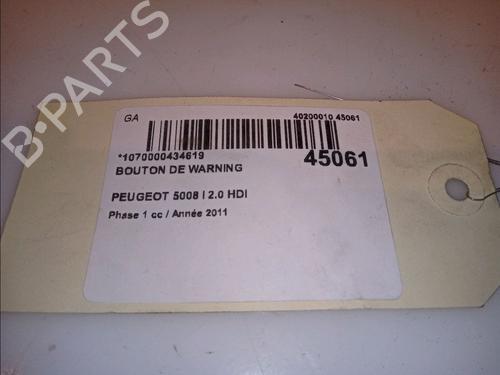 B-PARTS
GA
40200010 45061
*1070000434619
45061
BOUTON DE WARNING
PEUGEOT 5008 I 2.0 HDI
Phase 1 cc / Année 2011